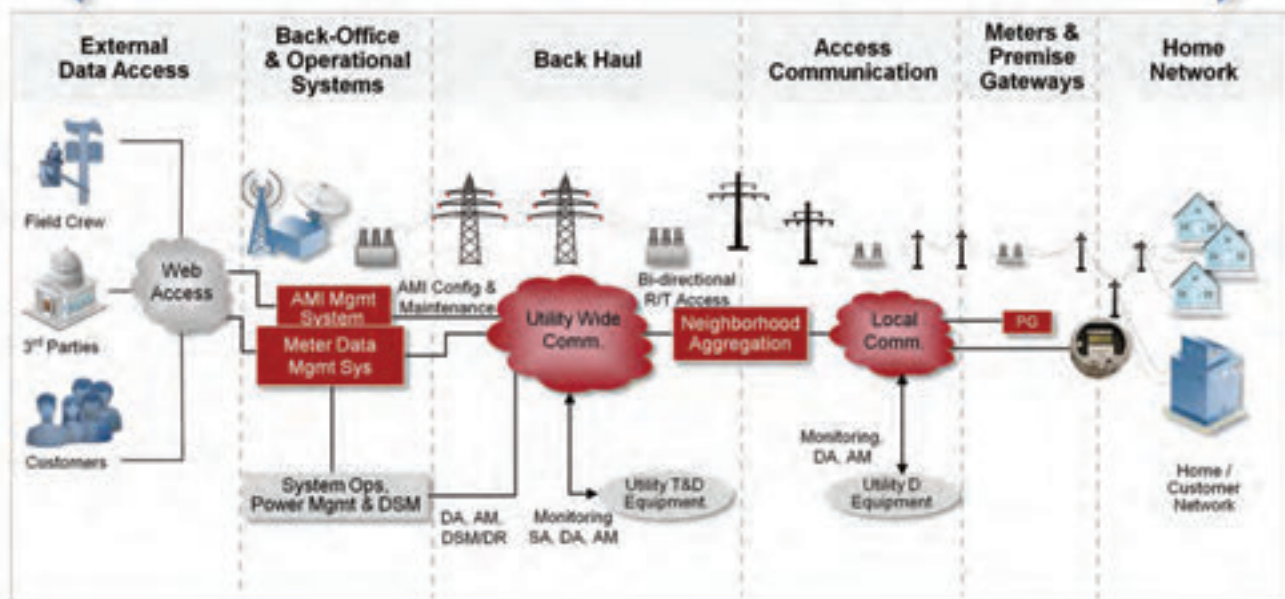 External
Data Access
Back-Office
& Operational
Systems
Back Haul
Access
Communication
Meters &
Premise
Gateways
Home
Network
Field Crew
3rd Parties
Customers
Web
Access
AMI Mgmt
System
Meter Data
Mgmt Sys
System Ops,
Power Mgmt & DSM
AMI Config &
Maintenance
Utility Wide
Comm.
DA, AM,
DSM/DR
Monitoring
SA, DA, AM
Utility T&D
Equipment
Bi-directional
R/T Access
Neighborhood
Aggregation
Local
Comm.
Monitoring,
DA, AM
Utility D
Equipment
PG
Home /
Customer
Network